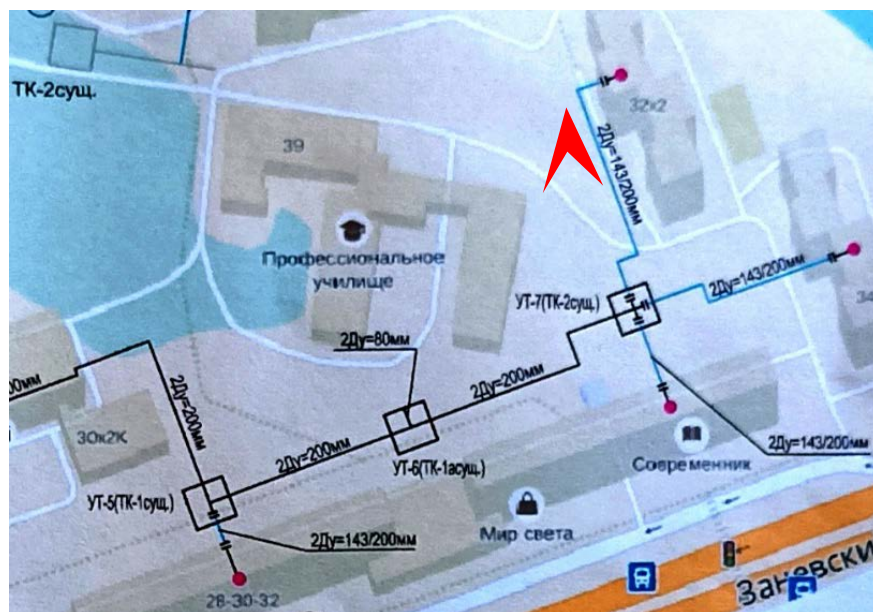 ТК-2сущ.
39
32к2
2Ду=143/200мм
Профессиональное
училище
2Ду=143/200мм
УТ-7(ТК-2сущ.)
34
2Ду=80мм
00мм
2Ду=200мм
2Ду=200мм
30к2К
2Ду=200мм
УТ-6(ТК-1асущ.)
2Ду=143/200мм
Современник
УТ-5(ТК-1сущ.)
Мир света
2Ду=143/200мм
28-30-32
Заневски